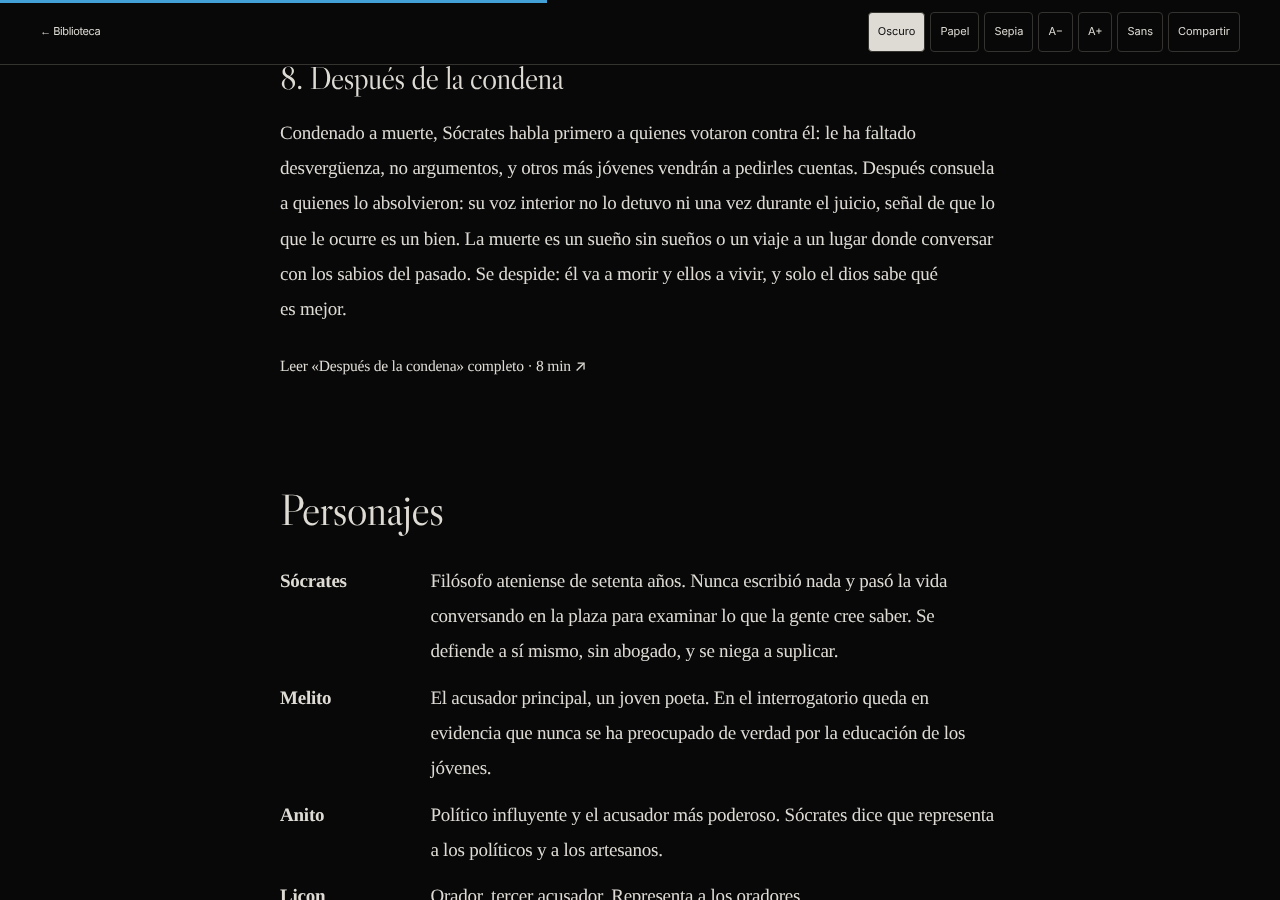 ← Biblioteca
Oscuro
Papel
Sepia
A−
A+
Sans
Compartir
8. Después de la condena
Condenado a muerte, Sócrates habla primero a quienes votaron contra él: le ha faltado
desvergüenza, no argumentos, y otros más jóvenes vendrán a pedirles cuentas. Después consuela
a quienes lo absolvieron: su voz interior no lo detuvo ni una vez durante el juicio, señal de que lo
que le ocurre es un bien. La muerte es un sueño sin sueños o un viaje a un lugar donde conversar
con los sabios del pasado. Se despide: él va a morir y ellos a vivir, y solo el dios sabe qué
es mejor.
Leer «Después de la condena» completo · 8 min ↗
Personajes
Sócrates
Filósofo ateniense de setenta años. Nunca escribió nada y pasó la vida
conversando en la plaza para examinar lo que la gente cree saber. Se
defiende a sí mismo, sin abogado, y se niega a suplicar.
Melito
El acusador principal, un joven poeta. En el interrogatorio queda en
evidencia que nunca se ha preocupado de verdad por la educación de los
jóvenes.
Anito
Político influyente y el acusador más poderoso. Sócrates dice que representa
a los políticos y a los artesanos.
Licon
Orador, tercer acusador. Representa a los oradores.